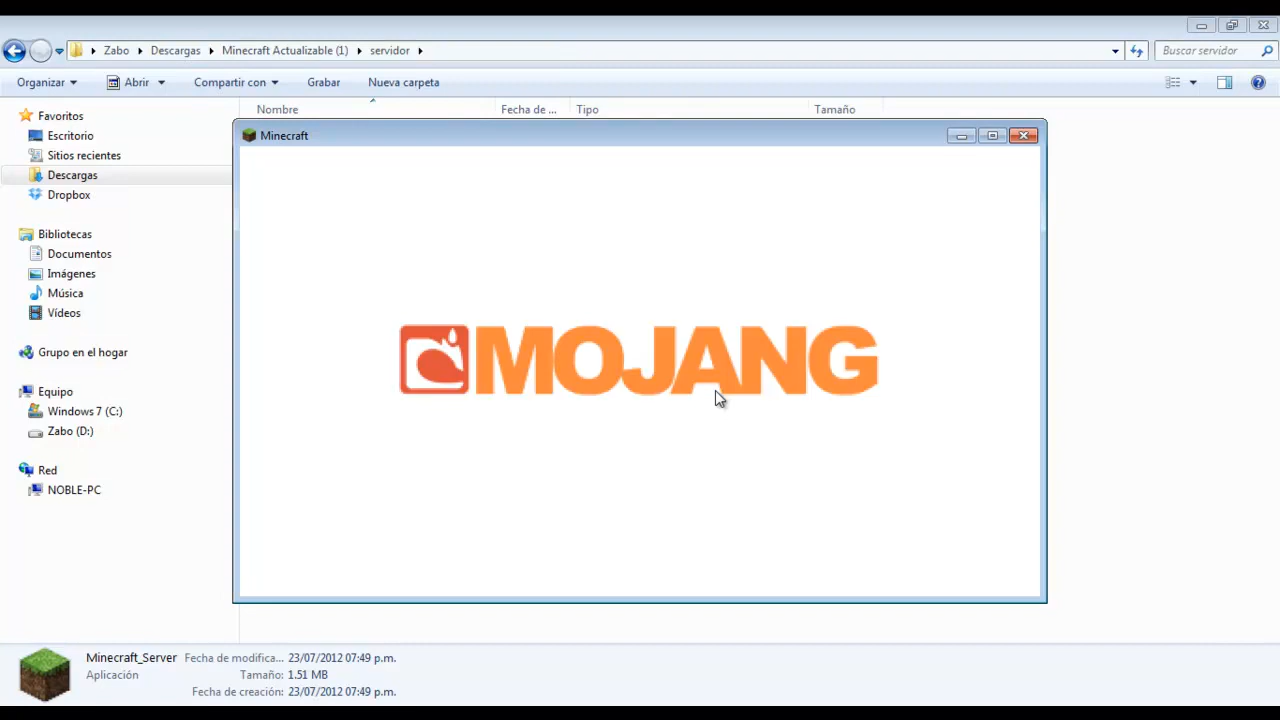 Zabo Descargas Minecraft Actualizable (1) servidor Buscar servidor
Organizar Abrir Compartir con Grabar Nueva carpeta
Nombre Fecha de ... Tipo Tamaño
Favoritos
Escritorio
Sitios recientes
Descargas
Dropbox
Bibliotecas
Documentos
Imágenes
Música
Vídeos
Grupo en el hogar
Equipo
Windows 7 (C:)
Zabo (D:)
Red
NOBLE-PC
Minecraft
MOJANG
Minecraft_Server Fecha de modifica... 23/07/2012 07:49 p.m.
Aplicación Tamaño: 1.51 MB
Fecha de creación: 23/07/2012 07:49 p.m.